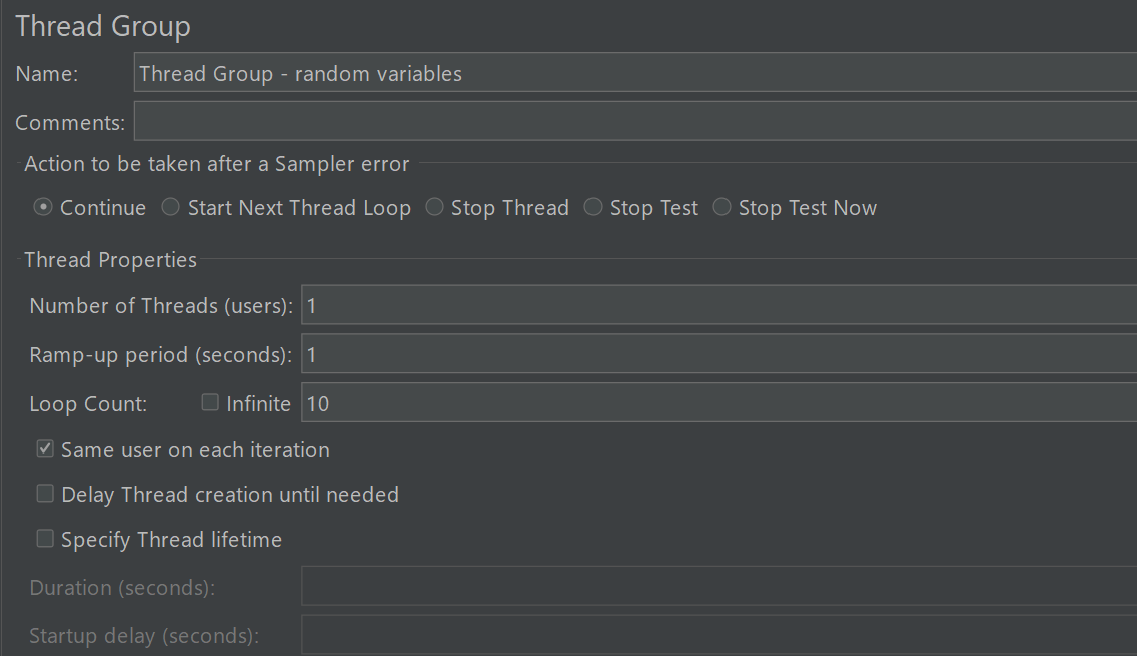 Thread Group
Name: Thread Group - random variables
Comments:
Action to be taken after a Sampler error
Continue Start Next Thread Loop Stop Thread Stop Test Stop Test Now
Thread Properties
Number of Threads (users): 1
Ramp-up period (seconds): 1
Loop Count: Infinite 10
Same user on each iteration
Delay Thread creation until needed
Specify Thread lifetime
Duration (seconds):
Startup delay (seconds):